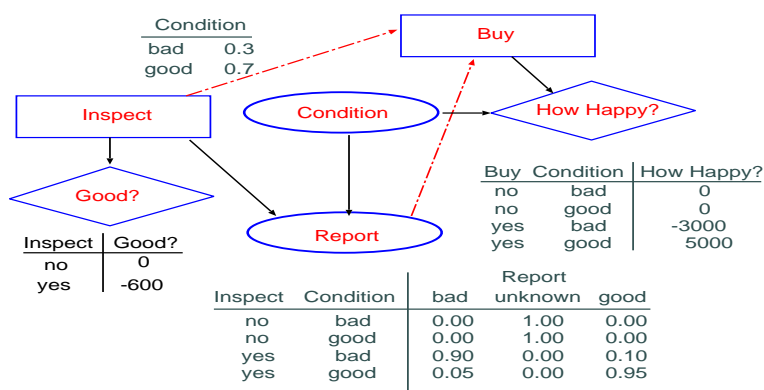 Condition
bad 0.3
good 0.7
Buy
Inspect
Condition
How Happy?
Good?
Report
Inspect Good?
no 0
yes -600
Buy Condition How Happy?
no bad 0
no good 0
yes bad -3000
yes good 5000
Report
Inspect Condition bad unknown good
no bad 0.00 1.00 0.00
no good 0.00 1.00 0.00
yes bad 0.90 0.00 0.10
yes good 0.05 0.00 0.95